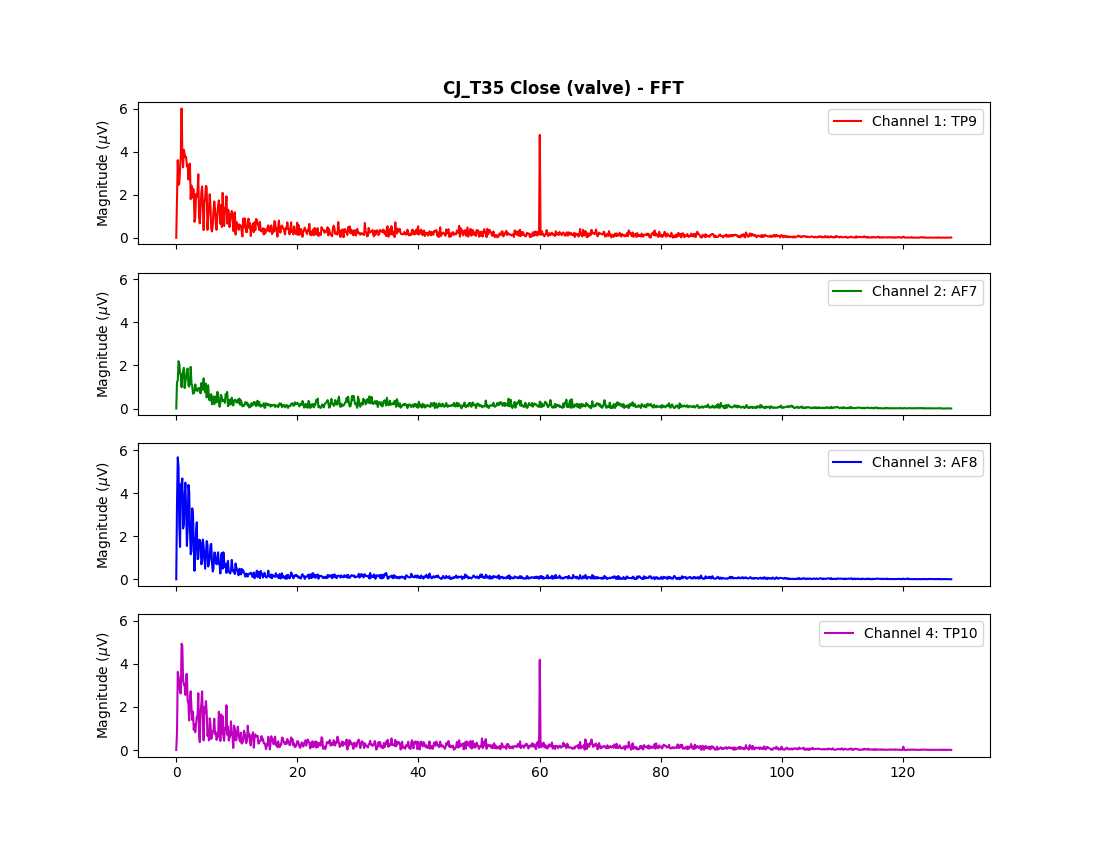 CJ_T35 Close (valve) - FFT
6
4
2
0
Magnitude (μV)
Channel 1: TP9
6
4
2
0
Magnitude (μV)
Channel 2: AF7
6
4
2
0
Magnitude (μV)
Channel 3: AF8
6
4
2
0
Magnitude (μV)
Channel 4: TP10
0 20 40 60 80 100 120